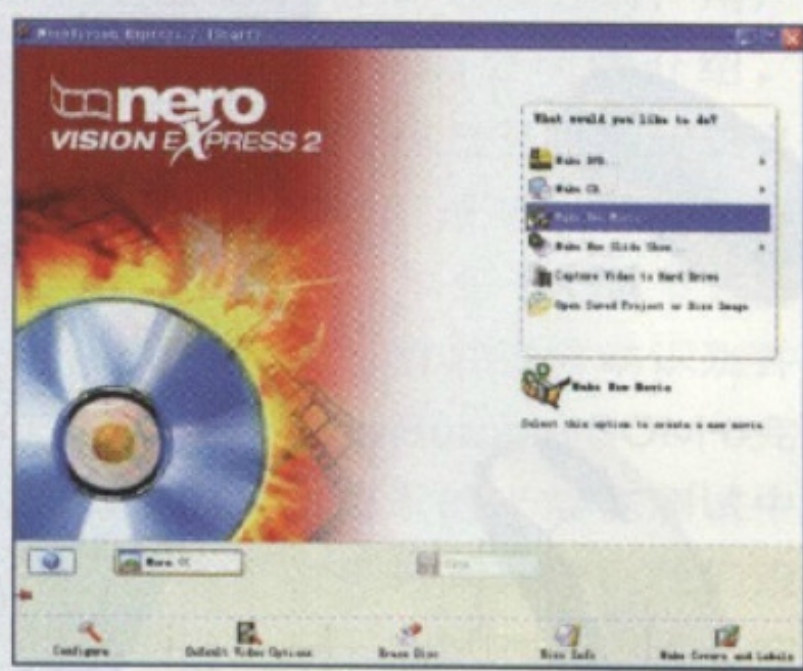 nero
VISION EXPRESS 2
What would you like to do?
Make DVD...
Make CD...
Make New Movie...
Make New Slide Show...
Capture Video to Hard Drive
Open Saved Project or Disc Image
Make New Movie
Select this option to create a new movie.
Configure
Default Video Options
Erase Disc
Disc Info
Make Covers and Labels